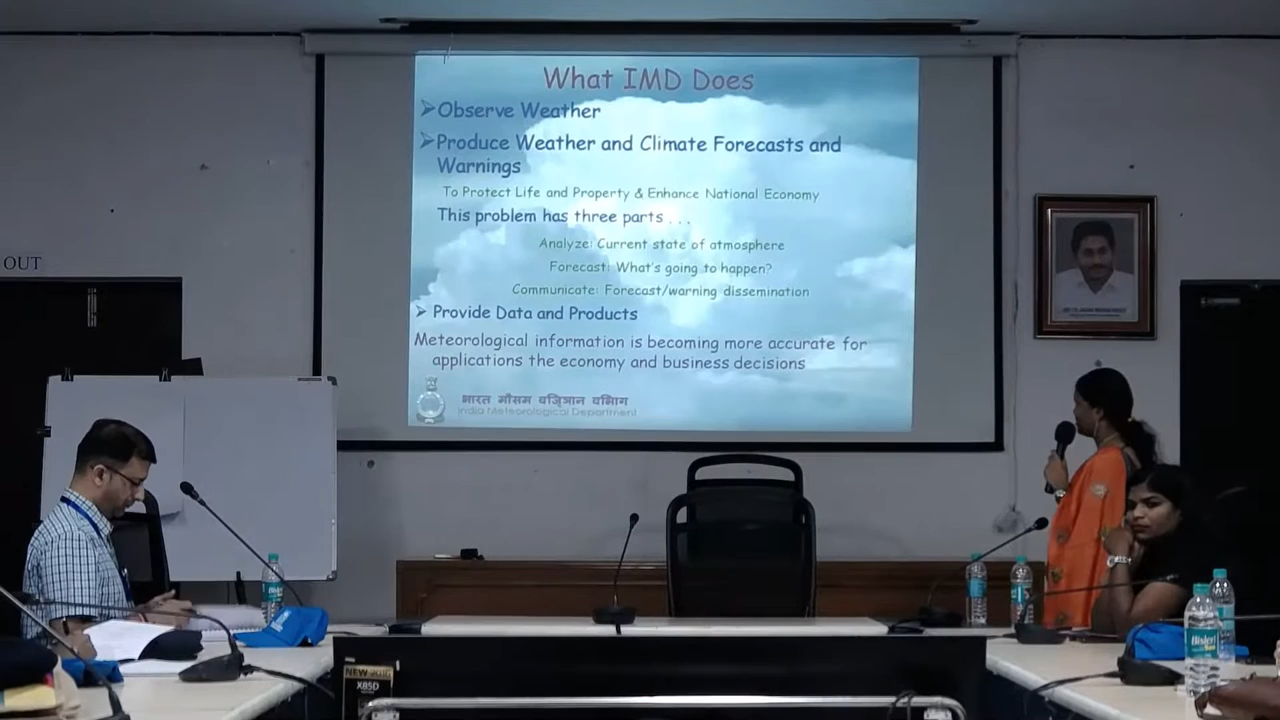 What IMD Does
➢Observe Weather
➢Produce Weather and Climate Forecasts and
Warnings
To Protect Life and Property & Enhance National Economy
This problem has three parts . . .
Analyze: Current state of atmosphere
Forecast: What's going to happen?
Communicate: Forecast/warning dissemination
➢ Provide Data and Products
Meteorological information is becoming more accurate for
applications the economy and business decisions
भारत मौसम
India Meteorological Department
OUT
NEW
X85D
Bisleri